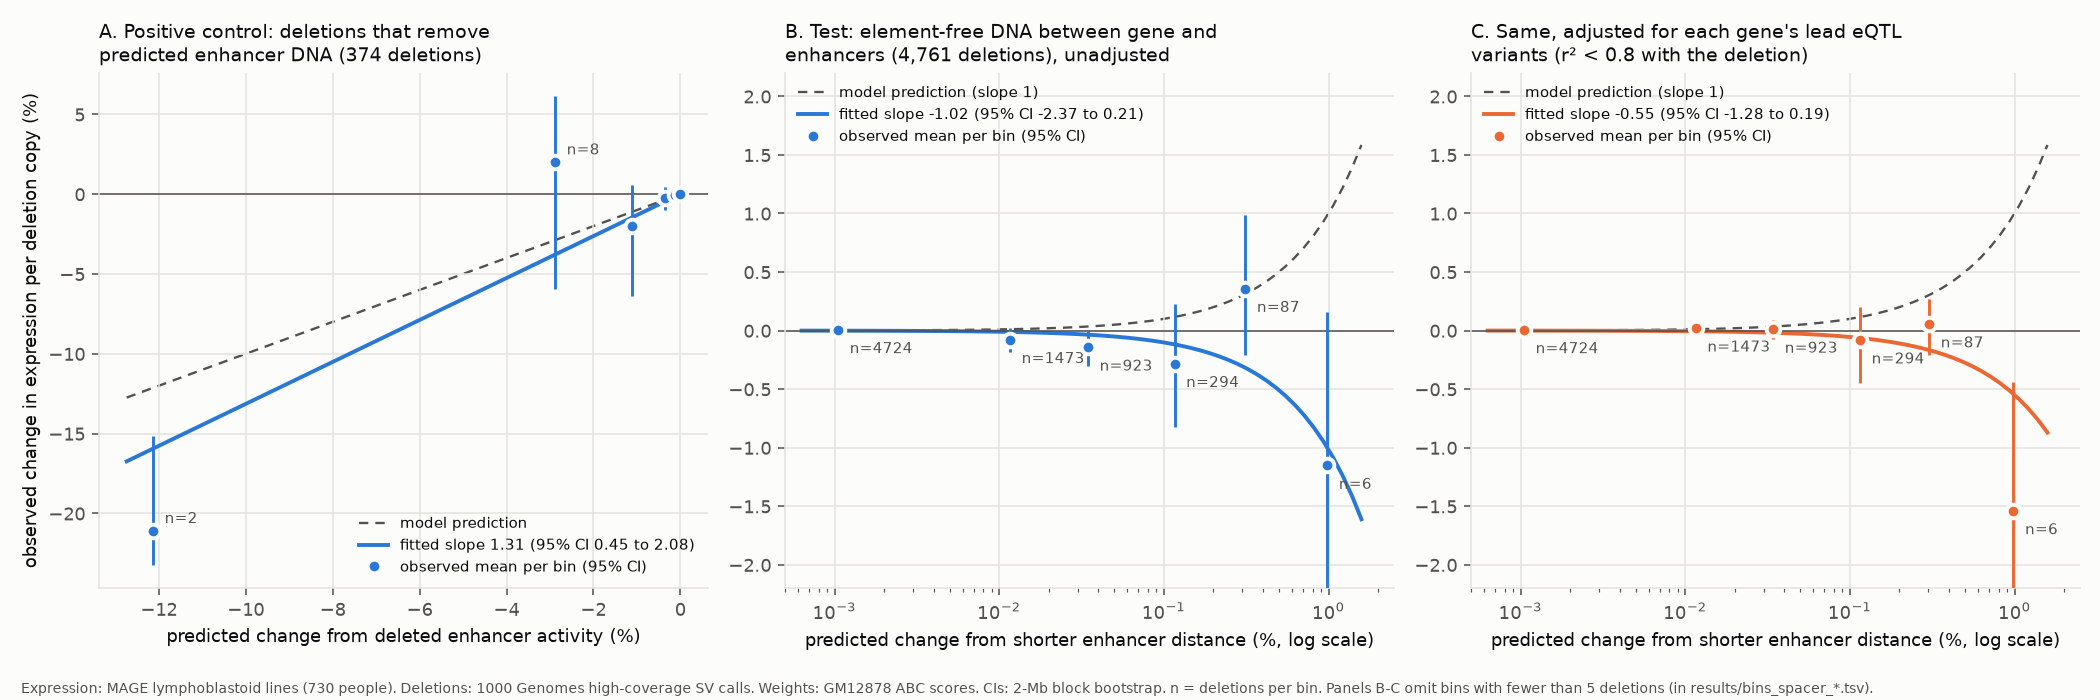 A. Positive control: deletions that remove
predicted enhancer DNA (374 deletions)
observed change in expression per deletion copy (%)
5
0
−5
−10
−15
−20
n=8
n=2
model prediction
fitted slope 1.31 (95% CI 0.45 to 2.08)
observed mean per bin (95% CI)
−12
−10
−8
−6
−4
−2
0
predicted change from deleted enhancer activity (%)
B. Test: element-free DNA between gene and
enhancers (4,761 deletions), unadjusted
model prediction (slope 1)
fitted slope -1.02 (95% CI -2.37 to 0.21)
observed mean per bin (95% CI)
2.0
1.5
1.0
0.5
0.0
−0.5
−1.0
−1.5
−2.0
n=4724
n=1473
n=923
n=294
n=87
n=6
10⁻³
10⁻²
10⁻¹
10⁰
predicted change from shorter enhancer distance (%, log scale)
C. Same, adjusted for each gene's lead eQTL
variants (r² < 0.8 with the deletion)
model prediction (slope 1)
fitted slope -0.55 (95% CI -1.28 to 0.19)
observed mean per bin (95% CI)
2.0
1.5
1.0
0.5
0.0
−0.5
−1.0
−1.5
−2.0
n=4724
n=1473
n=923
n=294
n=87
n=6
10⁻³
10⁻²
10⁻¹
10⁰
predicted change from shorter enhancer distance (%, log scale)
Expression: MAGE lymphoblastoid lines (730 people). Deletions: 1000 Genomes high-coverage SV calls. Weights: GM12878 ABC scores. CIs: 2-Mb block bootstrap. n = deletions per bin. Panels B-C omit bins with fewer than 5 deletions (in results/bins_spacer_*.tsv).